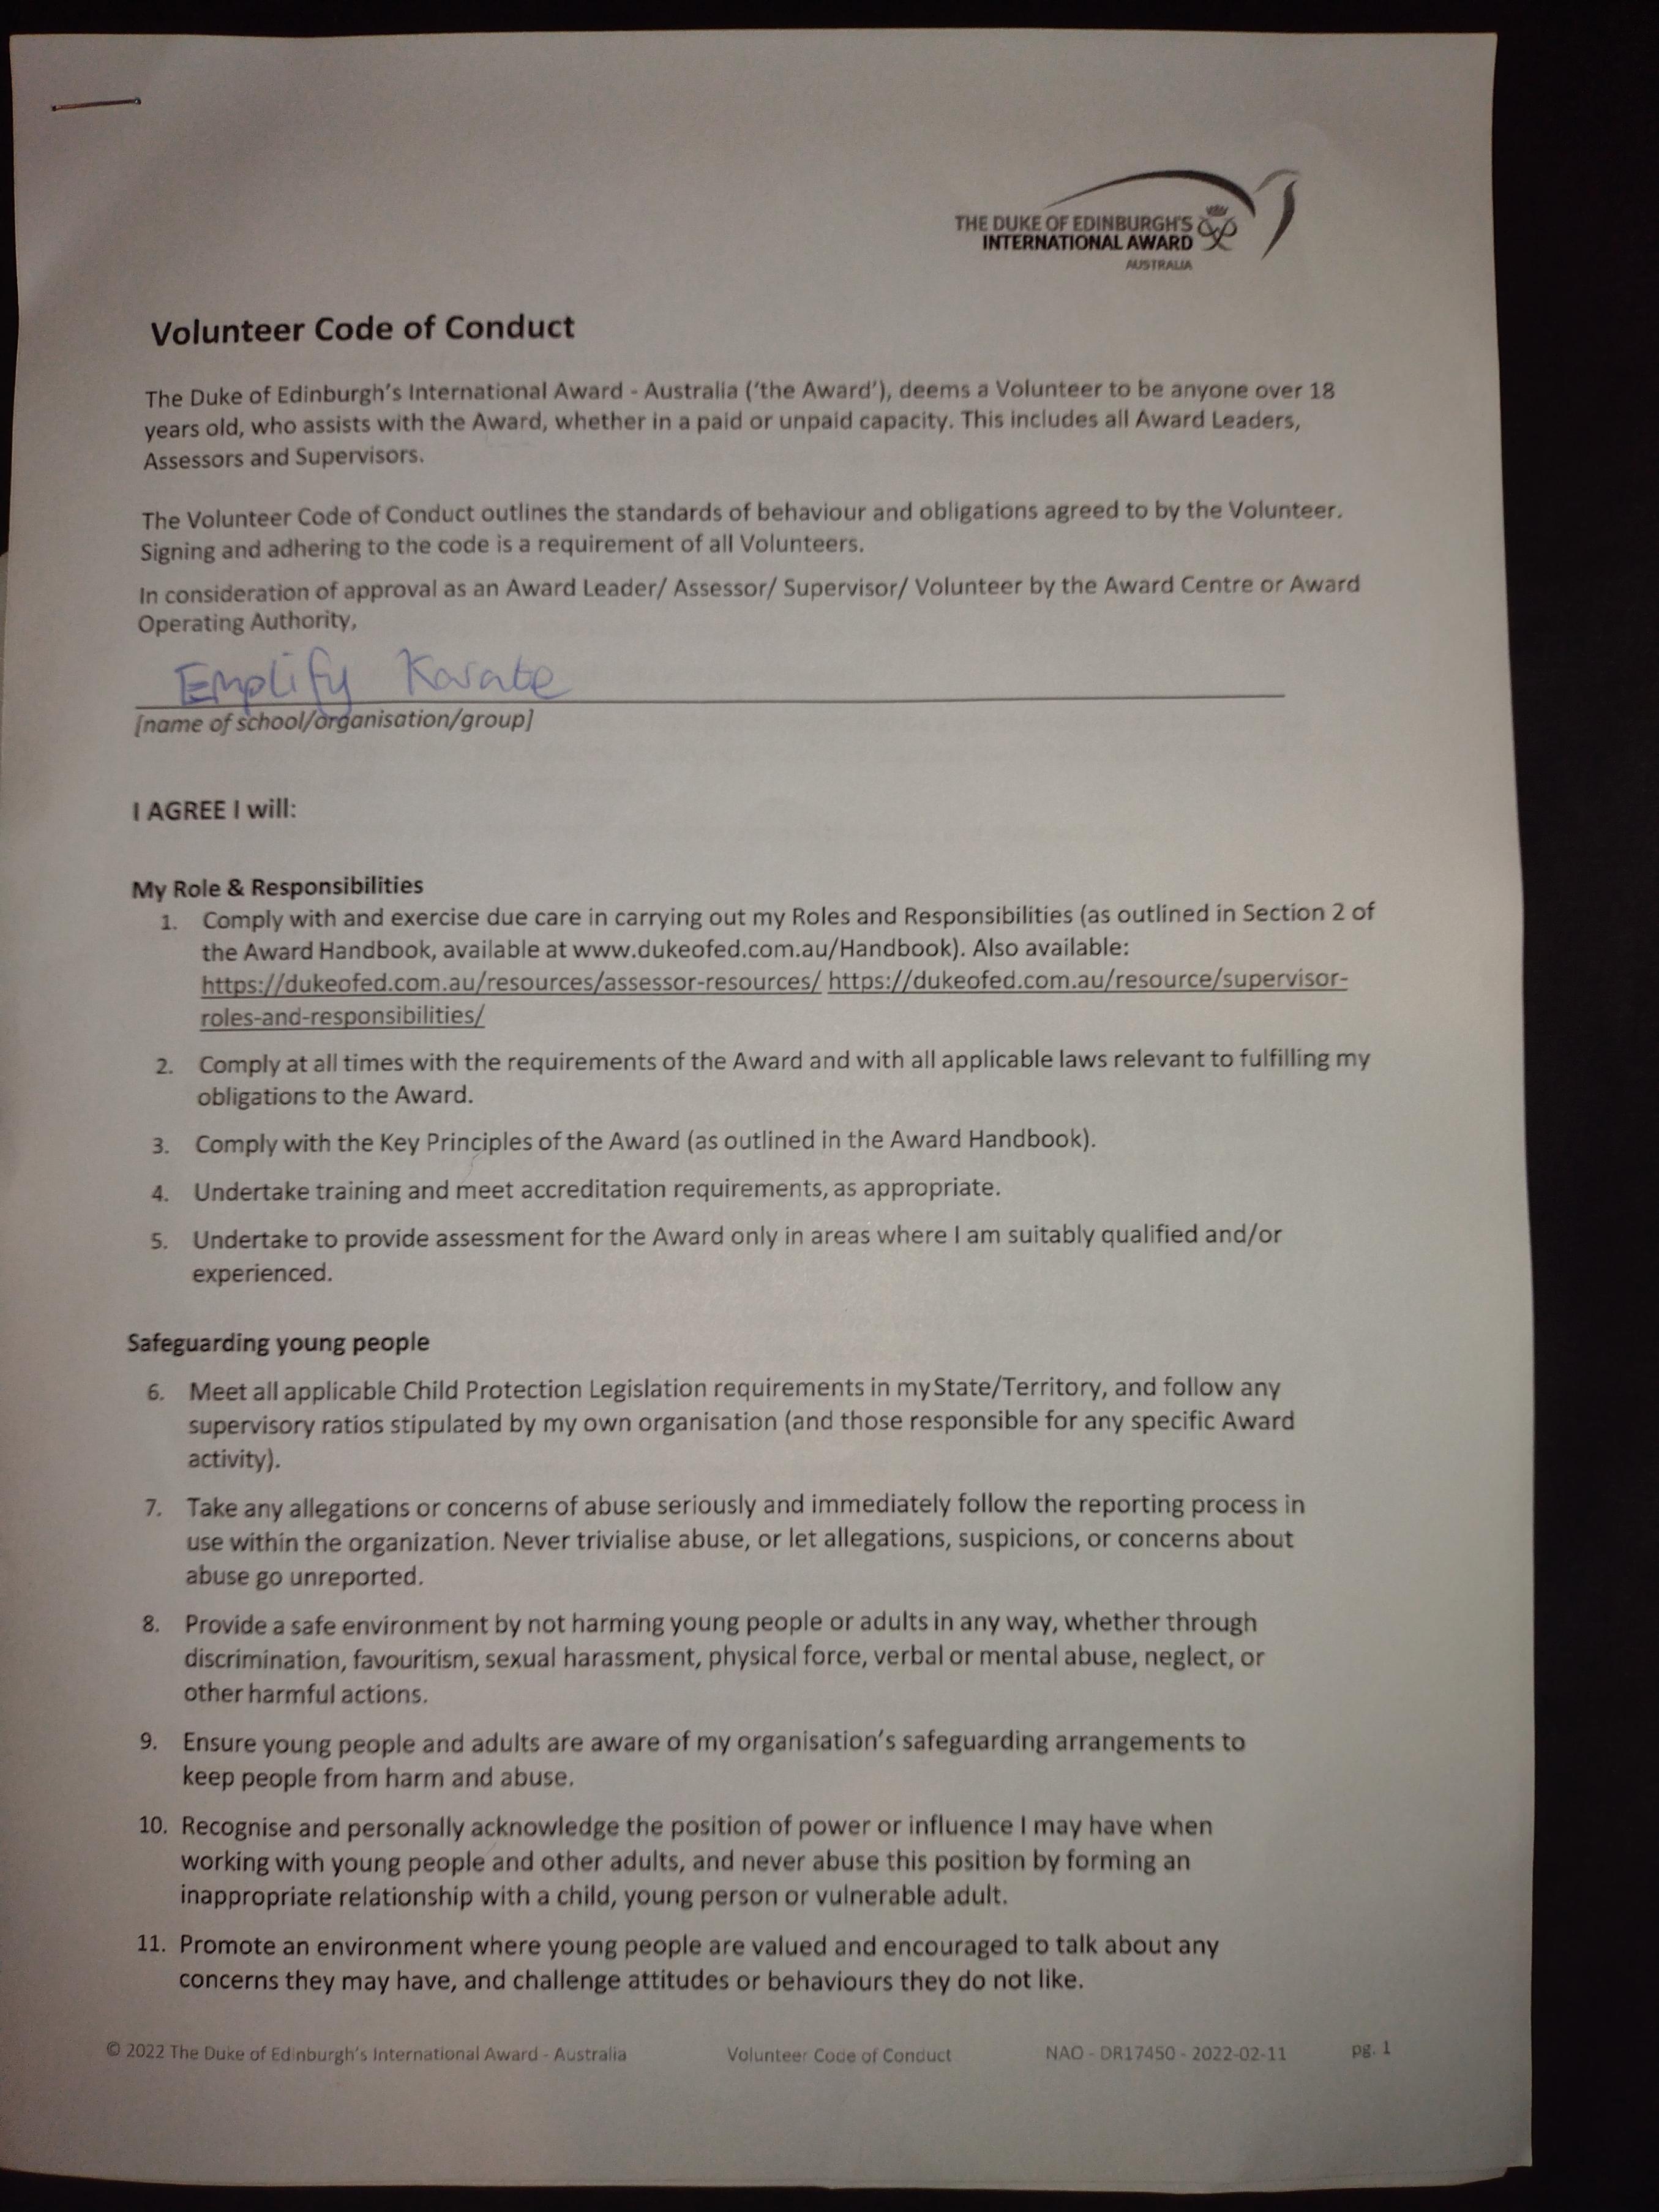 THE DUKE OF EDINBURGH'S
INTERNATIONAL AWARD
AUSTRALIA
Volunteer Code of Conduct
The Duke of Edinburgh's International Award - Australia ('the Award'), deems a Volunteer to be anyone over 18
years old, who assists with the Award, whether in a paid or unpaid capacity. This includes all Award Leaders,
Assessors and Supervisors.
The Volunteer Code of Conduct outlines the standards of behaviour and obligations agreed to by the Volunteer.
Signing and adhering to the code is a requirement of all Volunteers.
In consideration of approval as an Award Leader/ Assessor/ Supervisor/ Volunteer by the Award Centre or Award
Operating Authority,
Emplify Karate
[name of school/organisation/group]
I AGREE I will:
My Role & Responsibilities
1. Comply with and exercise due care in carrying out my Roles and Responsibilities (as outlined in Section 2 of
the Award Handbook, available at www.dukeofed.com.au/Handbook). Also available:
https://dukeofed.com.au/resources/assessor-resources/ https://dukeofed.com.au/resource/supervisor-
roles-and-responsibilities/
2. Comply at all times with the requirements of the Award and with all applicable laws relevant to fulfilling my
obligations to the Award.
3. Comply with the Key Principles of the Award (as outlined in the Award Handbook).
4. Undertake training and meet accreditation requirements, as appropriate.
5. Undertake to provide assessment for the Award only in areas where I am suitably qualified and/or
experienced.
Safeguarding young people
6. Meet all applicable Child Protection Legislation requirements in my State/Territory, and follow any
supervisory ratios stipulated by my own organisation (and those responsible for any specific Award
activity).
7. Take any allegations or concerns of abuse seriously and immediately follow the reporting process in
use within the organization. Never trivialise abuse, or let allegations, suspicions, or concerns about
abuse go unreported.
8. Provide a safe environment by not harming young people or adults in any way, whether through
discrimination, favouritism, sexual harassment, physical force, verbal or mental abuse, neglect, or
other harmful actions.
9. Ensure young people and adults are aware of my organisation's safeguarding arrangements to
keep people from harm and abuse.
10. Recognise and personally acknowledge the position of power or influence I may have when
working with young people and other adults, and never abuse this position by forming an
inappropriate relationship with a child, young person or vulnerable adult.
11. Promote an environment where young people are valued and encouraged to talk about any
concerns they may have, and challenge attitudes or behaviours they do not like.
© 2022 The Duke of Edinburgh's International Award - Australia Volunteer Code of Conduct NAO - DR17450 - 2022-02-11 pg. 1